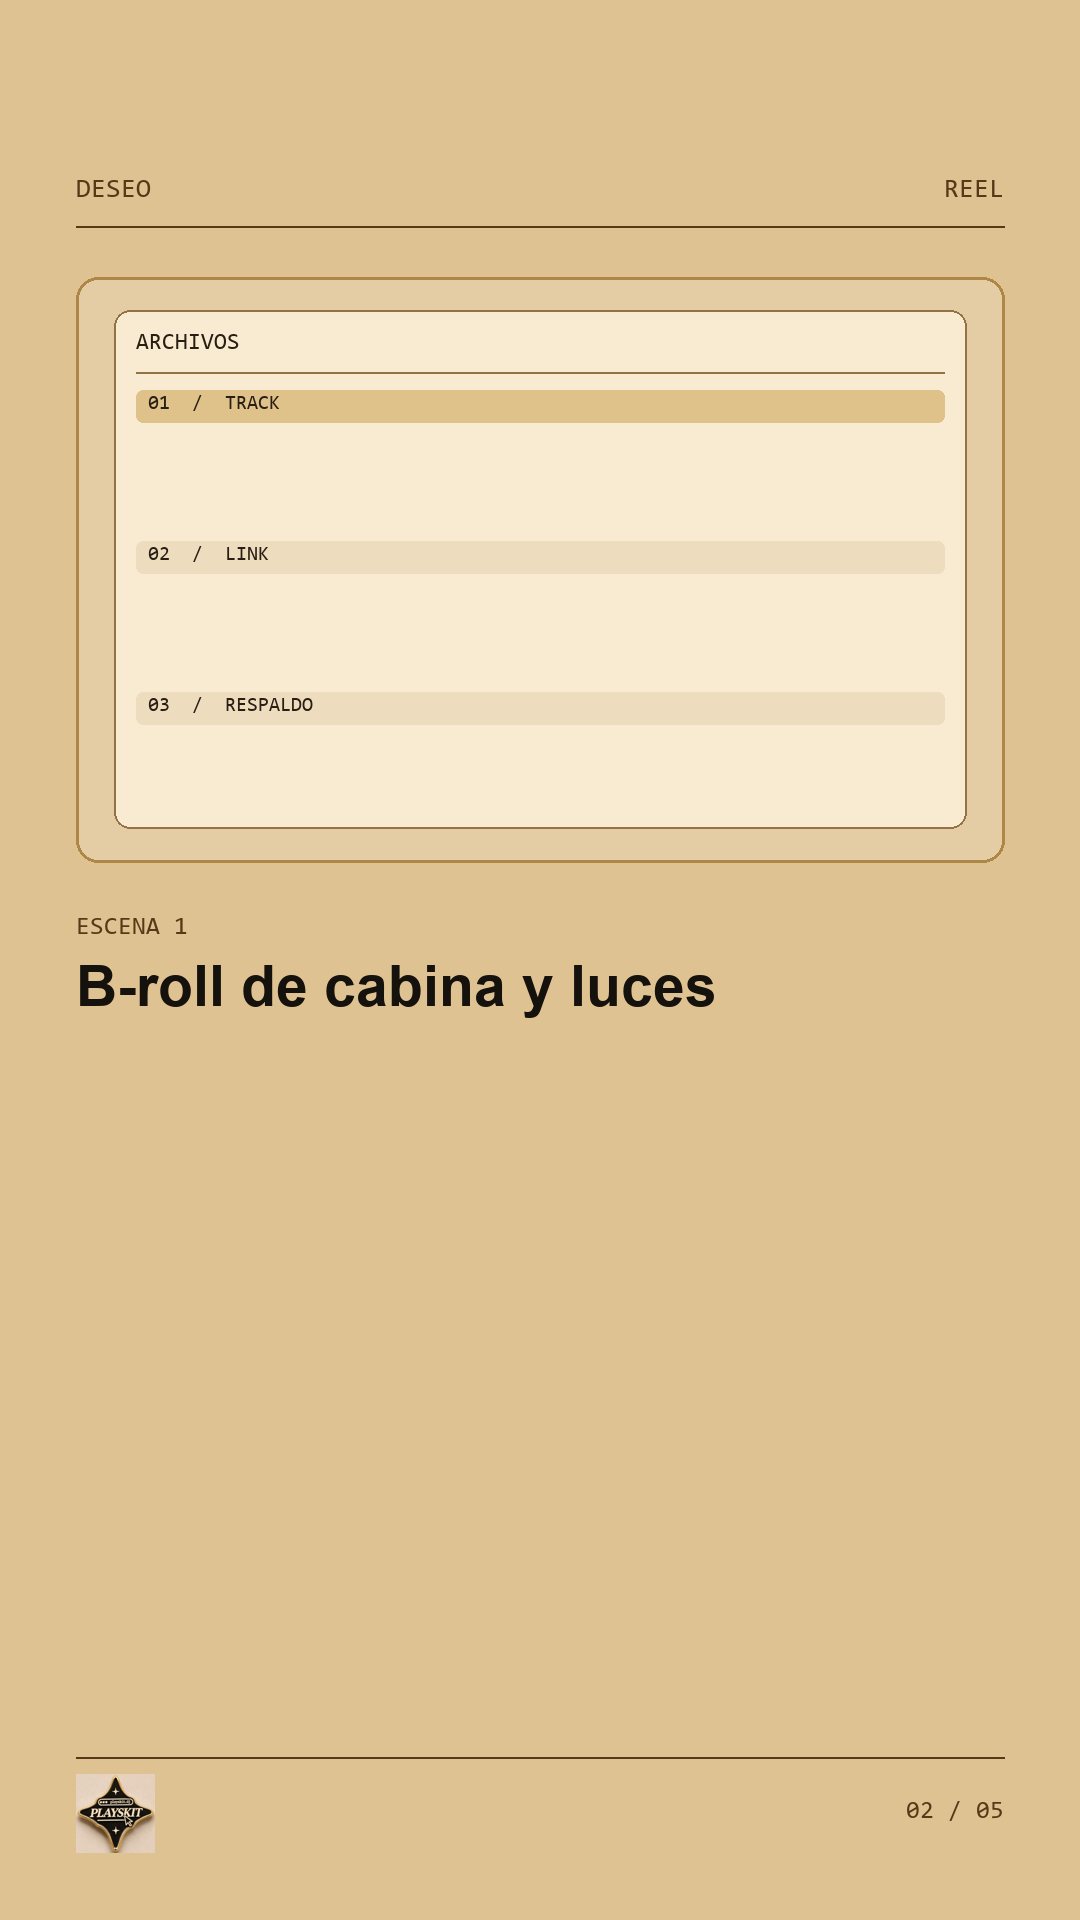 DESEO
REEL
ARCHIVOS
01 / TRACK
02 / LINK
03 / RESPALDO
ESCENA 1
B-roll de cabina y luces
PLAYSKIT
02 / 05